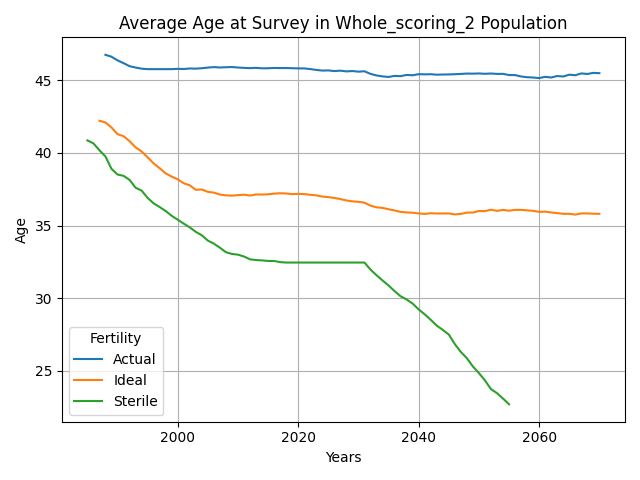 Average Age at Survey in Whole_scoring_2 Population
Age
45
40
35
30
25
Fertility
Actual
Ideal
Sterile
2000 2020 2040 2060
Years